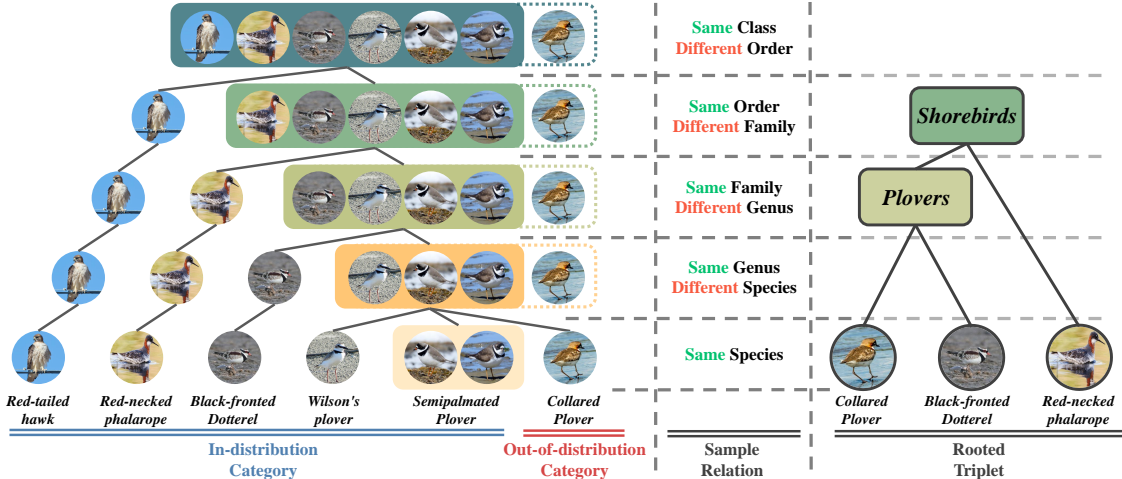 Same Class
Different Order
Same Order
Different Family
Shorebirds
Same Family
Different Genus
Plovers
Same Genus
Different Species
Same Species
Red-tailed
hawk
Red-necked
phalarope
Black-fronted
Dotterel
Wilson's
plover
Semipalmated
Plover
Collared
Plover
Collared
Plover
Black-fronted
Dotterel
Red-necked
phalarope
In-distribution
Category
Out-of-distribution
Category
Sample
Relation
Rooted
Triplet